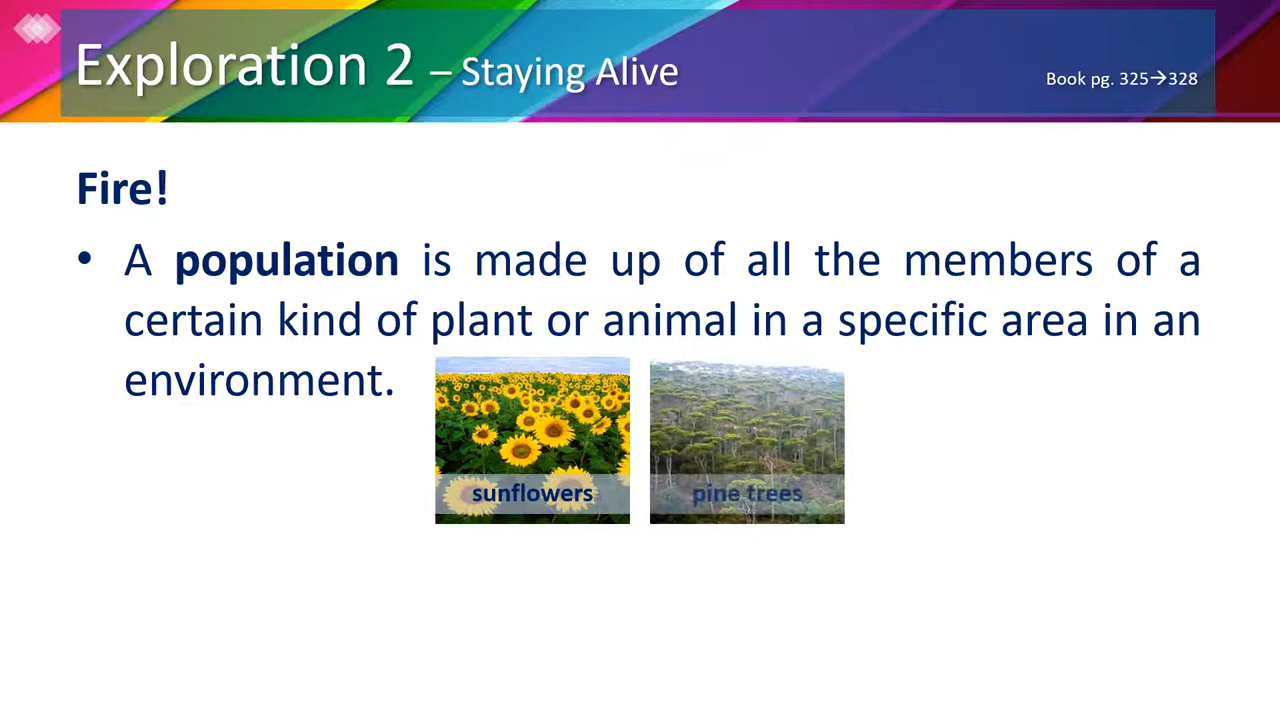 Exploration 2 – Staying Alive
Book pg. 325→328
Fire!
• A population is made up of all the members of a
certain kind of plant or animal in a specific area in an
environment.
sunflowers
pine trees